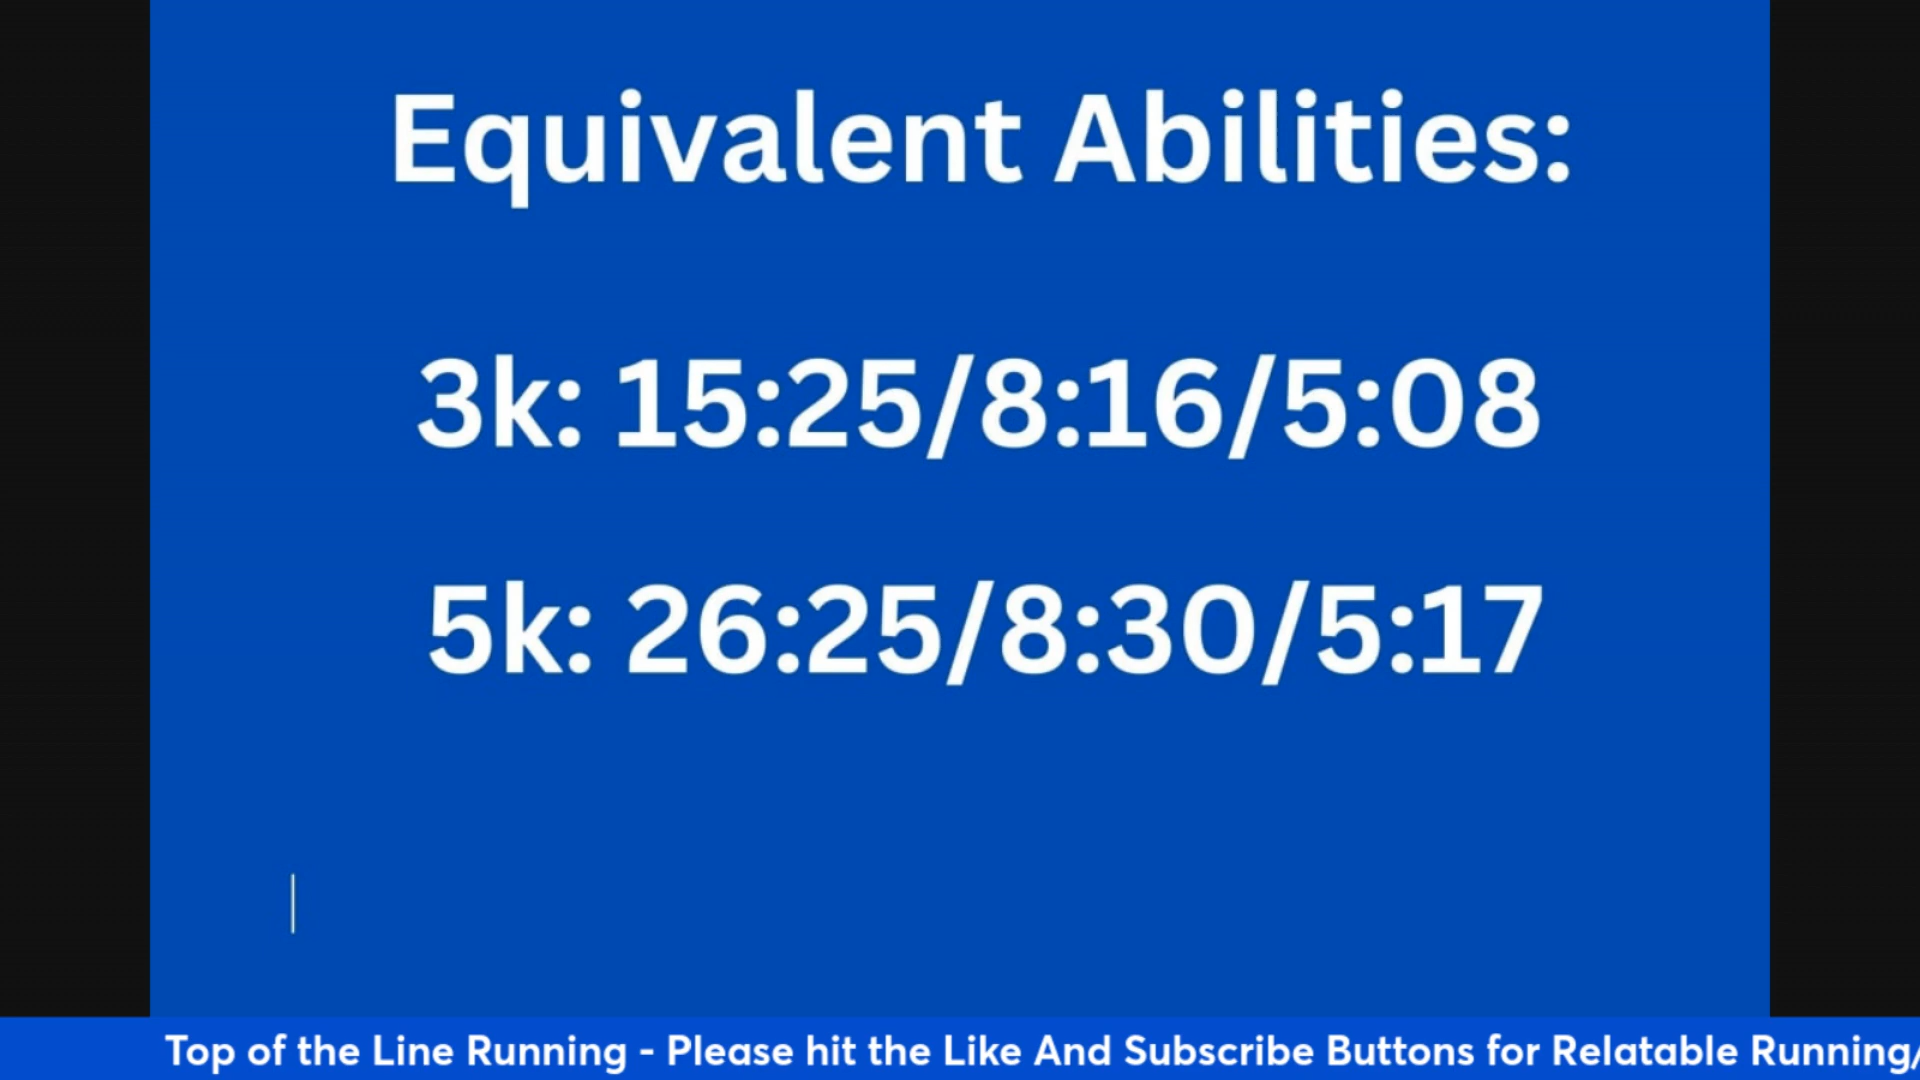 Equivalent Abilities:
3k: 15:25/8:16/5:08
5k: 26:25/8:30/5:17
Top of the Line Running - Please hit the Like And Subscribe Buttons for Relatable Running/